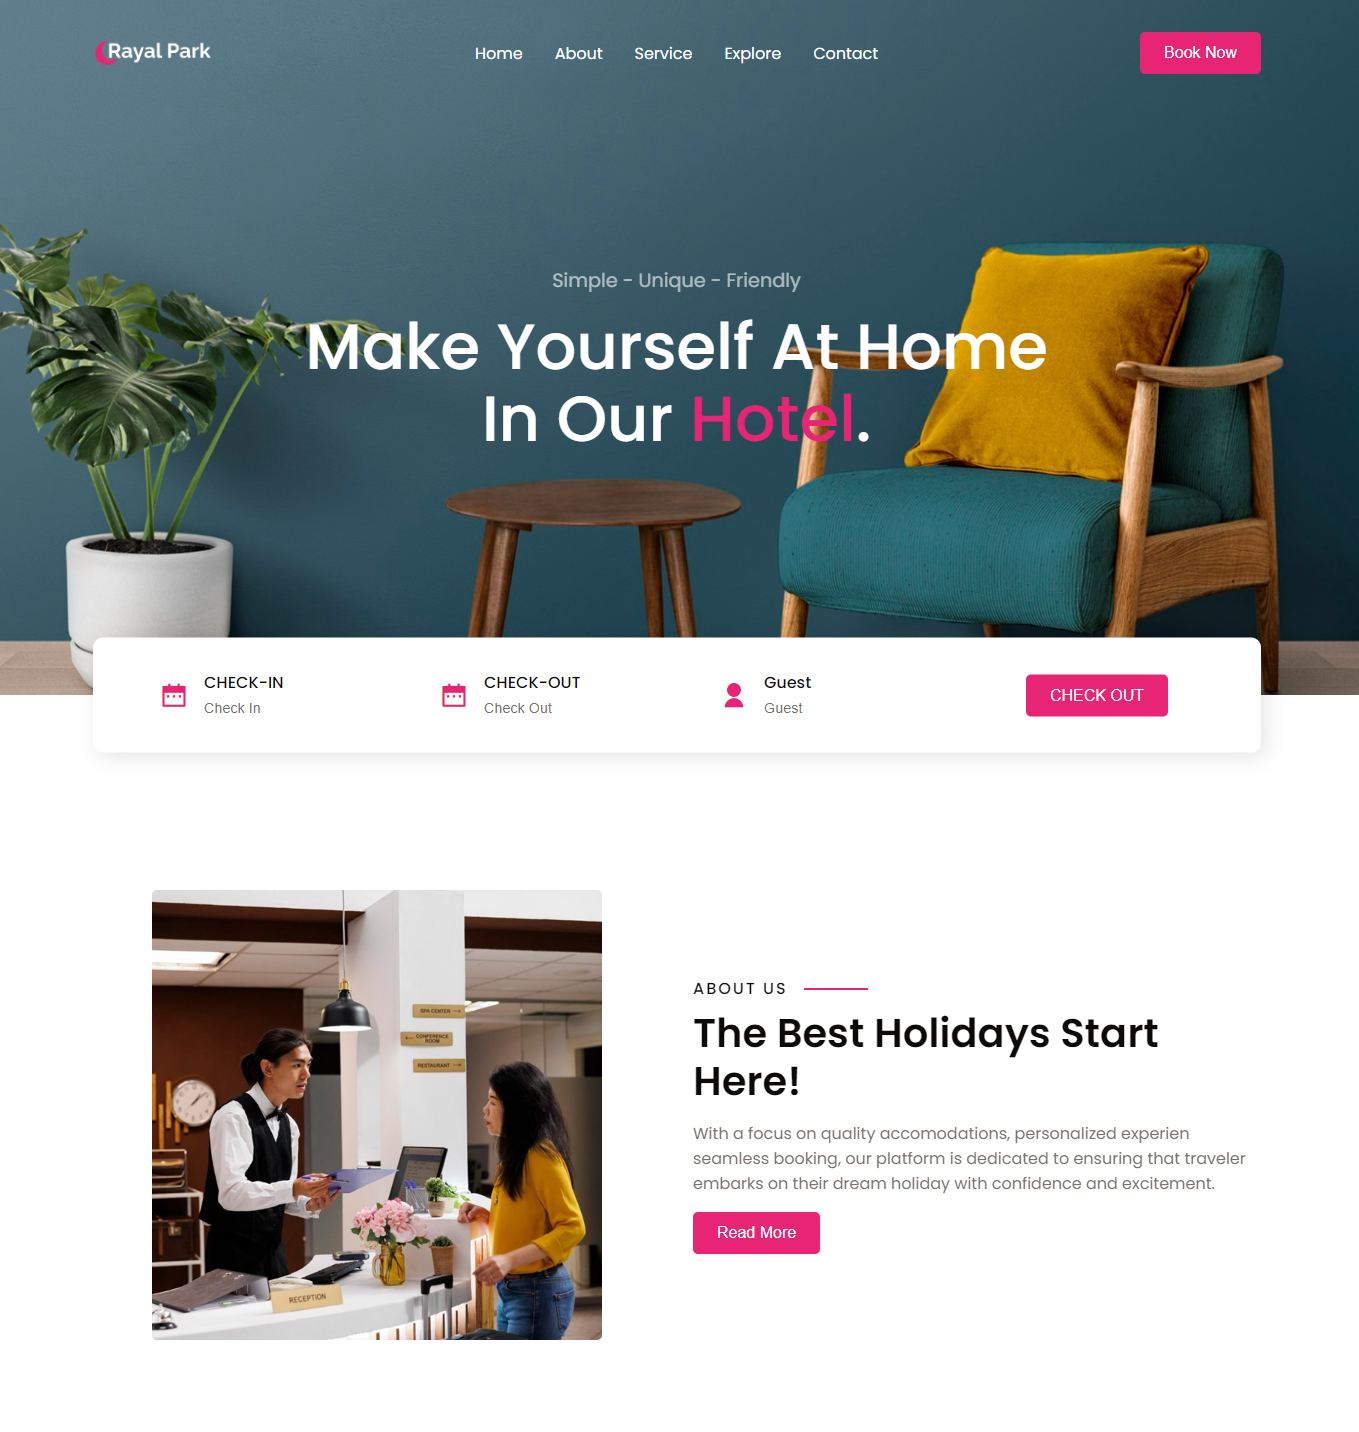 Rayal Park
Home About Service Explore Contact
Book Now
Simple - Unique - Friendly
Make Yourself At Home
In Our Hotel.
CHECK-IN
Check In
CHECK-OUT
Check Out
Guest
Guest
CHECK OUT
SPA CENTER →
← CONFERENCE
ROOM
RESTAURANT →
RECEPTION
ABOUT US
The Best Holidays Start
Here!
With a focus on quality accomodations, personalized experien
seamless booking, our platform is dedicated to ensuring that traveler
embarks on their dream holiday with confidence and excitement.
Read More